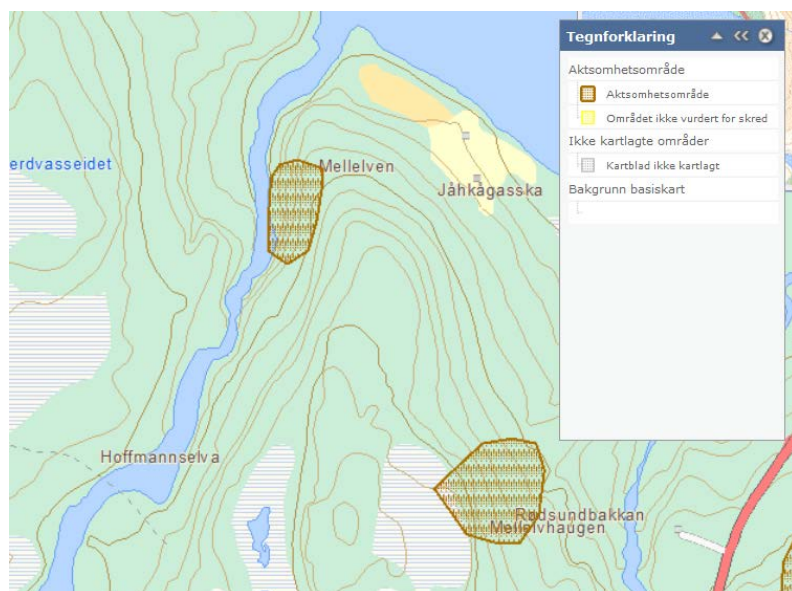 Tegnforklaring
Aktsomhetsområde
Aktsomhetsområde
Området ikke vurdert for skred
Ikke kartlagte områder
Kartblad ikke kartlagt
Bakgrunn basiskart
erdvasseidet
Mellelven
Jåhkågasska
Hoffmannselva
Rødsundbakkan
Mellelvhaugen